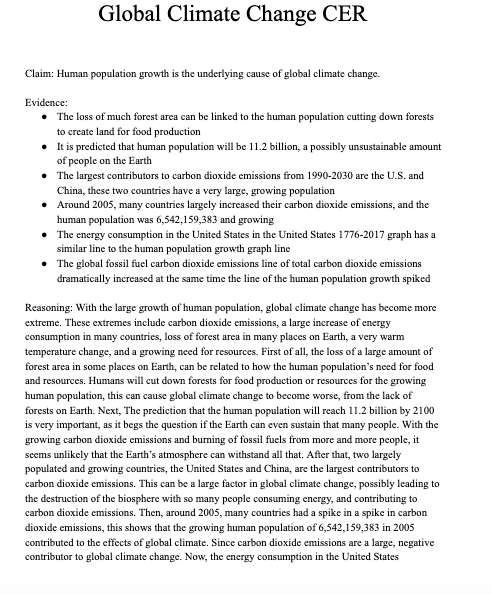 Global Climate Change CER
Claim: Human population growth is the underlying cause of global climate change.
Evidence:
● The loss of much forest area can be linked to the human population cutting down forests
to create land for food production
● It is predicted that human population will be 11.2 billion, a possibly unsustainable amount
of people on the Earth
● The largest contributors to carbon dioxide emissions from 1990-2030 are the U.S. and
China, these two countries have a very large, growing population
● Around 2005, many countries largely increased their carbon dioxide emissions, and the
human population was 6,542,159,383 and growing
● The energy consumption in the United States in the United States 1776-2017 graph has a
similar line to the human population growth graph line
● The global fossil fuel carbon dioxide emissions line of total carbon dioxide emissions
dramatically increased at the same time the line of the human population growth spiked
Reasoning: With the large growth of human population, global climate change has become more
extreme. These extremes include carbon dioxide emissions, a large increase of energy
consumption in many countries, loss of forest area in many places on Earth, a very warm
temperature change, and a growing need for resources. First of all, the loss of a large amount of
forest area in some places on Earth, can be related to how the human population's need for food
and resources. Humans will cut down forests for food production or resources for the growing
human population, this can cause global climate change to become worse, from the lack of
forests on Earth. Next, The prediction that the human population will reach 11.2 billion by 2100
is very important, as it begs the question if the Earth can even sustain that many people. With the
growing carbon dioxide emissions and burning of fossil fuels from more and more people, it
seems unlikely that the Earth's atmosphere can withstand all that. After that, two largely
populated and growing countries, the United States and China, are the largest contributors to
carbon dioxide emissions. This can be a large factor in global climate change, possibly leading to
the destruction of the biosphere with so many people consuming energy, and contributing to
carbon dioxide emissions. Then, around 2005, many countries had a spike in a spike in carbon
dioxide emissions, this shows that the growing human population of 6,542,159,383 in 2005
contributed to the effects of global climate. Since carbon dioxide emissions are a large, negative
contributor to global climate change. Now, the energy consumption in the United States